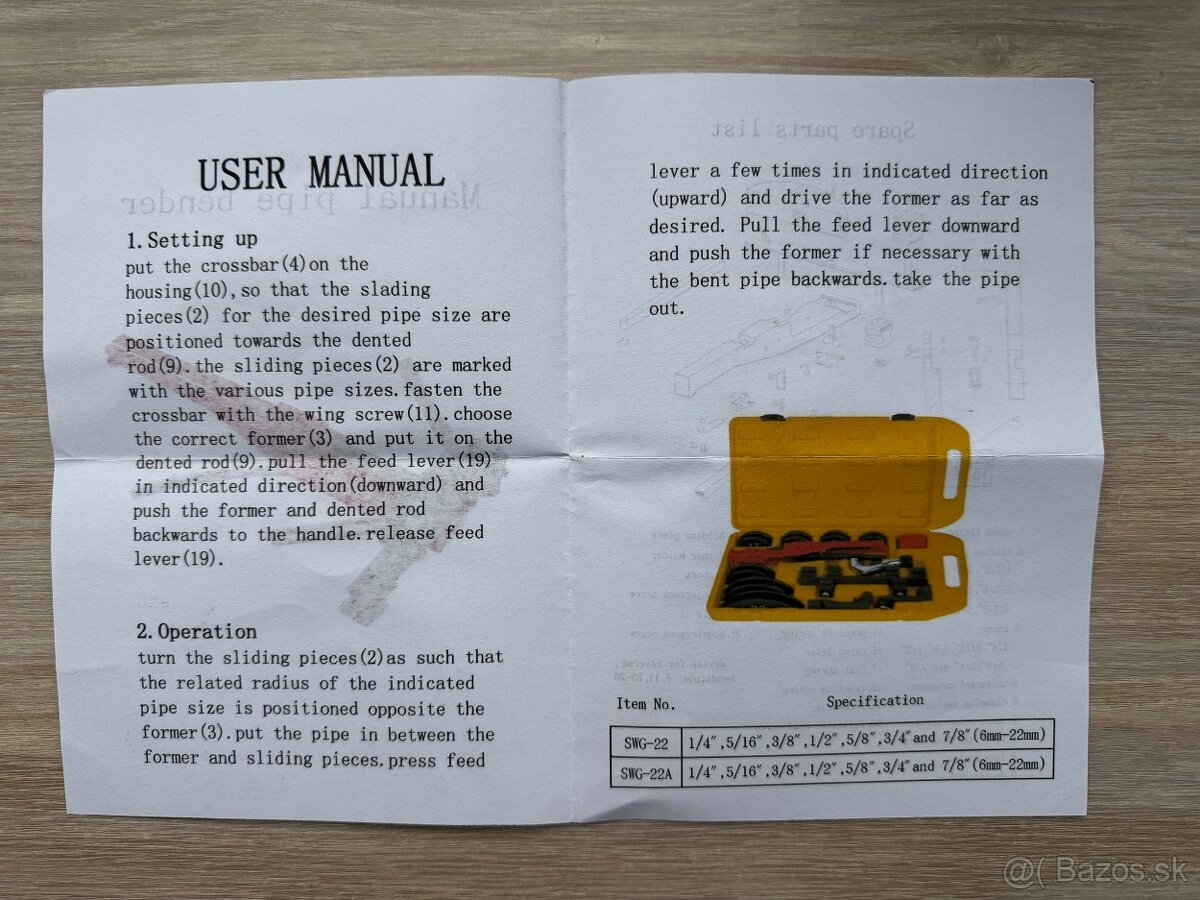 USER MANUAL
1.Setting up
put the crossbar(4)on the
housing(10),so that the slading
pieces(2) for the desired pipe size are
positioned towards the dented
rod(9).the sliding pieces(2) are marked
with the various pipe sizes.fasten the
crossbar with the wing screw(11).choose
the correct former(3) and put it on the
dented rod(9).pull the feed lever(19)
in indicated direction(downward) and
push the former and dented rod
backwards to the handle.release feed
lever(19).
2.Operation
turn the sliding pieces(2)as such that
the related radius of the indicated
pipe size is positioned opposite the
former(3).put the pipe in between the
former and sliding pieces.press feed
lever a few times in indicated direction
(upward) and drive the former as far as
desired. Pull the feed lever downward
and push the former if necessary with
the bent pipe backwards.take the pipe
out.
Item No. Specification
SWG-22 1/4",5/16",3/8",1/2",5/8",3/4"and 7/8"(6mm-22mm)
SWG-22A 1/4",5/16",3/8",1/2",5/8",3/4"and 7/8"(6mm-22mm)
Manual pipe bender
Spare parts list
@( Bazos.sk